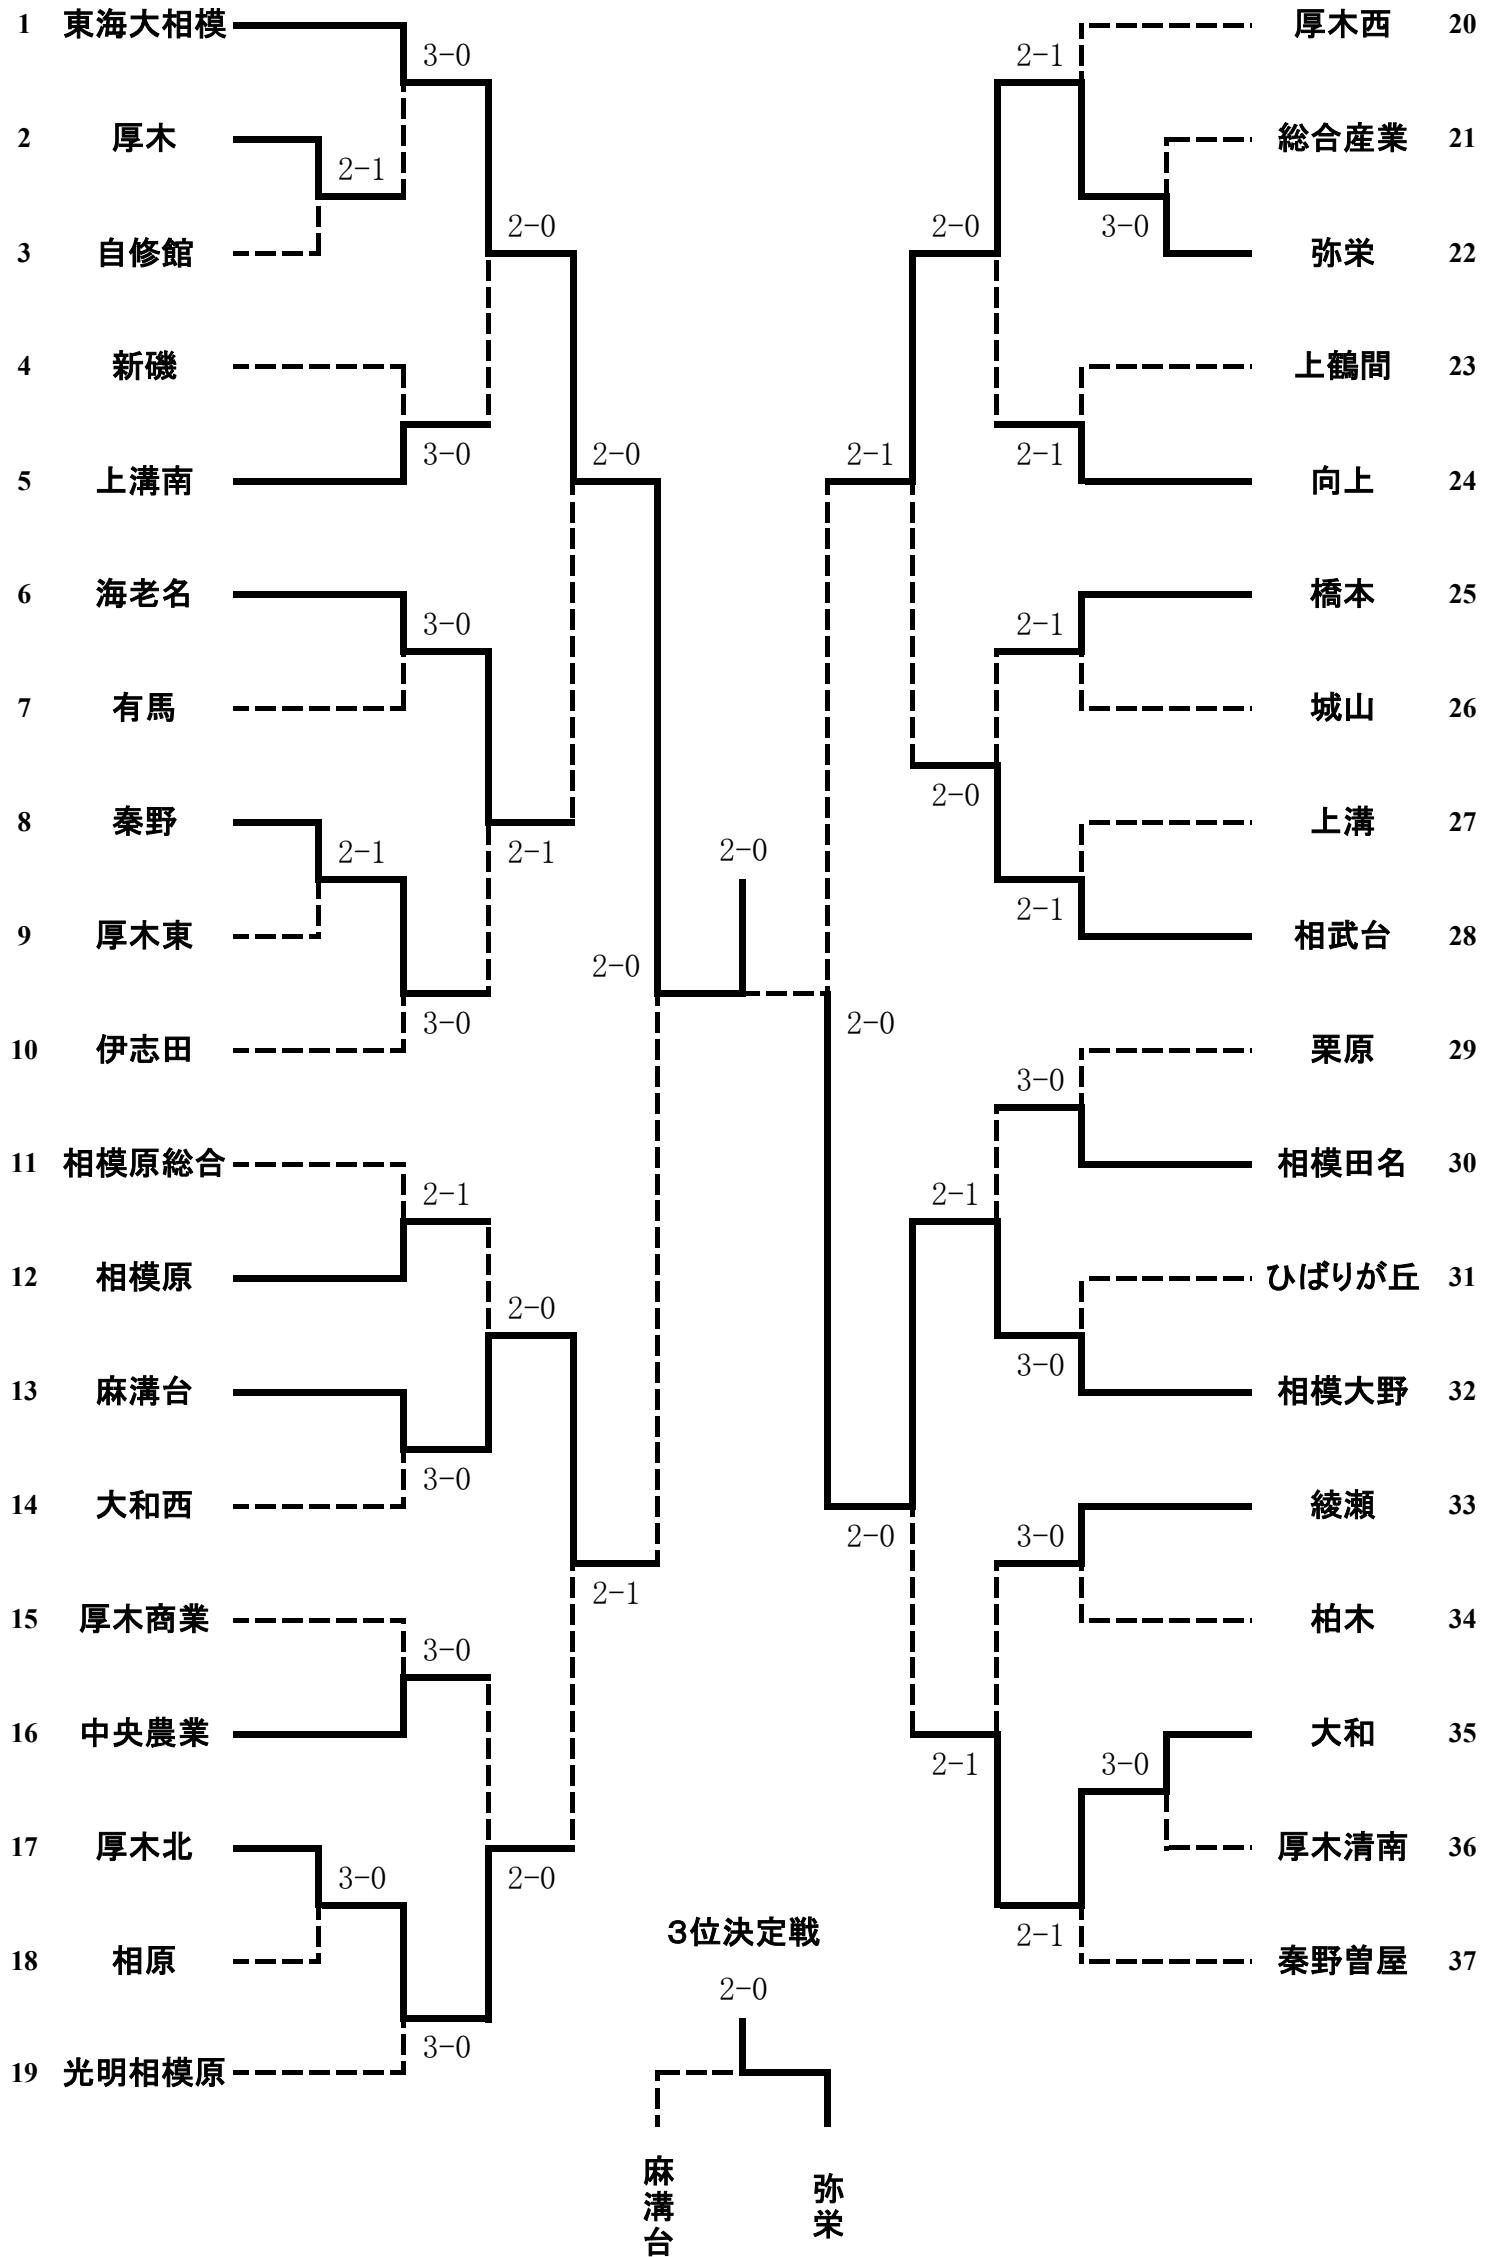 1 東海大相模
3-0
2 厚木
2-1
3 自修館
2-0
4 新磯
3-0
5 上溝南
2-0
6 海老名
3-0
7 有馬
8 秦野
2-1
2-1
9 厚木東
2-0
10 伊志田
3-0
11 相模原総合
2-1
12 相模原
2-0
13 麻溝台
3-0
14 大和西
2-1
15 厚木商業
3-0
16 中央農業
17 厚木北
3-0
2-0
18 相原
3-0
19 光明相模原
2-0
厚木西 20
2-1
総合産業 21
2-0
3-0
弥栄 22
上鶴間 23
2-1
2-1
向上 24
橋本 25
2-1
城山 26
2-0
上溝 27
2-1
相武台 28
2-0
栗原 29
3-0
相模田名 30
2-1
ひばりが丘 31
3-0
相模大野 32
綾瀬 33
2-0
3-0
柏木 34
大和 35
2-1
3-0
厚木清南 36
2-1
秦野曽屋 37
3位決定戦
2-0
麻溝台
弥栄